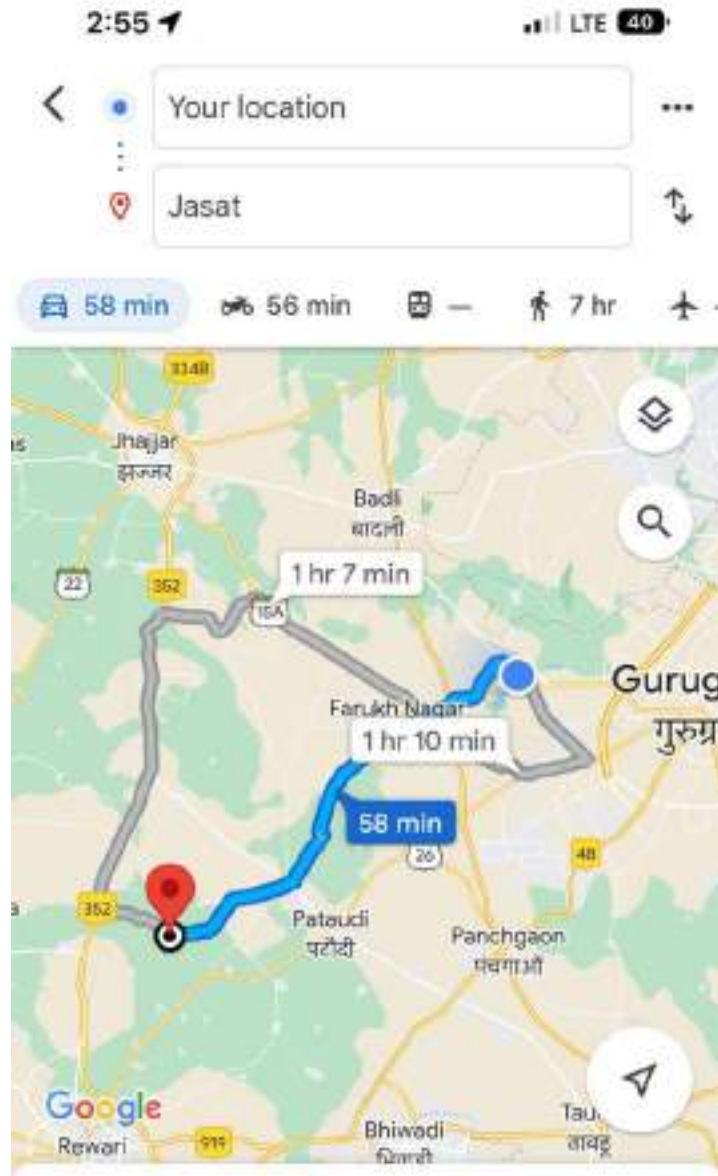 2:55 LTE 40
Your location
Jasat
58 min 56 min — 7 hr
334B
Jhajjar
झज्जर
Badli
बादली
22
352
1 hr 7 min
15A
Gurug
गुरुग्र
Farukh Nagar
1 hr 10 min
58 min
26
48
352
Pataudi
पटौदी
Panchgaon
पंचगाओं
Google
Rewari
919
Bhiwadi
भिवाड़ी
Tau
तावडू